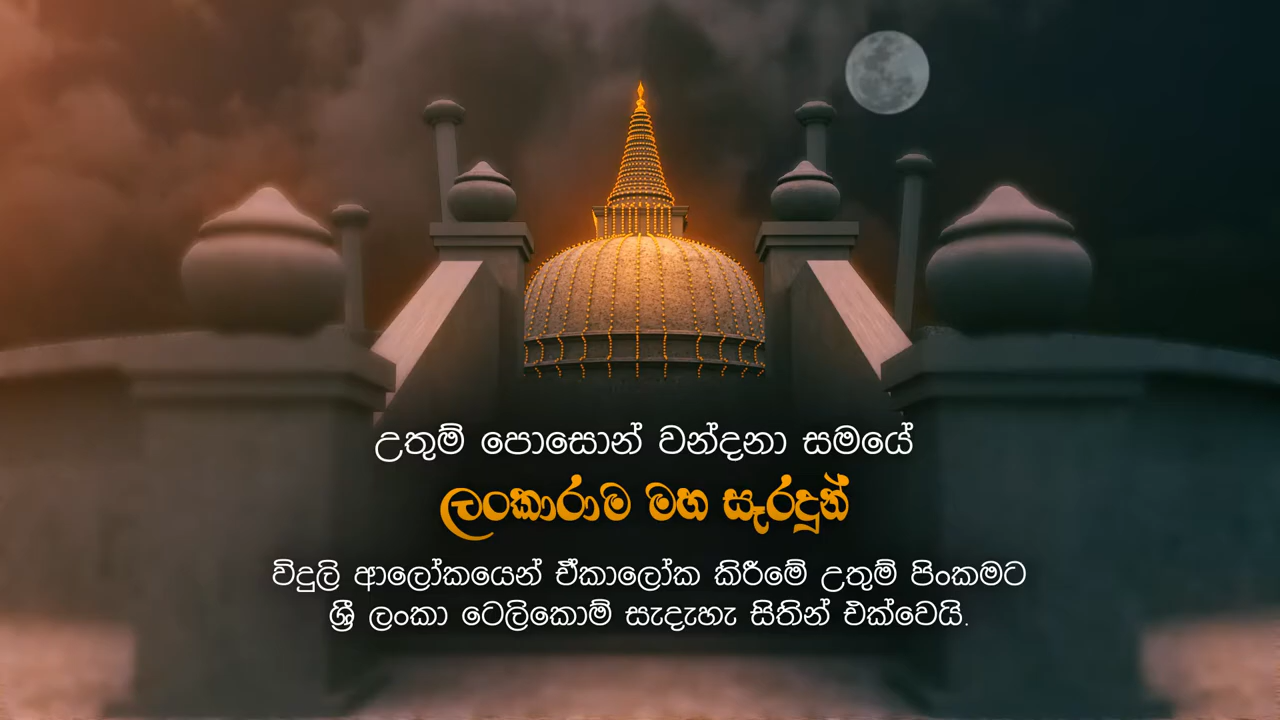 උතුම් පොසොන් වන්දනා සමයේ
ලංකාරාම මහ සෑරදුන්
විදුලි ආලෝකයෙන් ඒකාලෝක කිරීමේ උතුම් පිංකමට
ශ්‍රී ලංකා ටෙලිකොම් සැදැහැ සිතින් එක්වෙයි.